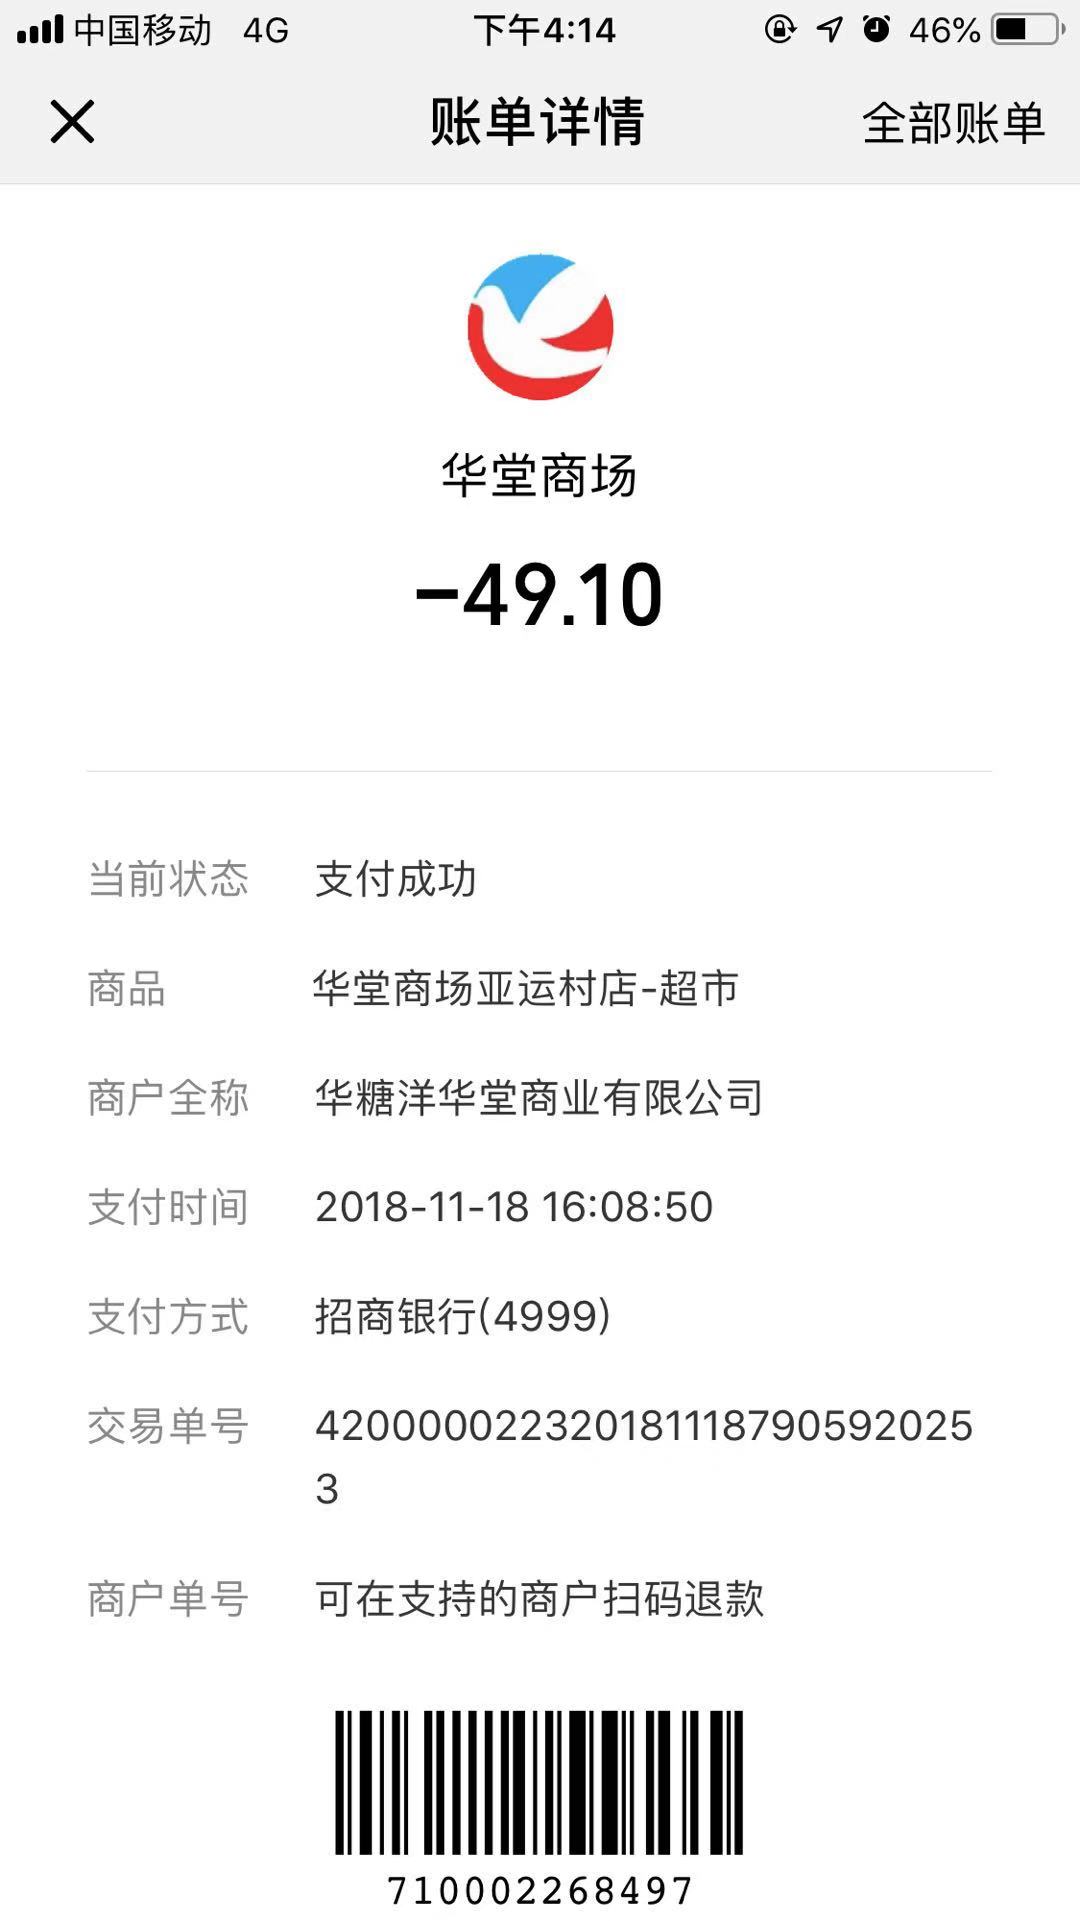 中国移动 4G 下午4:14 46%
账单详情 全部账单
华堂商场
-49.10
当前状态 支付成功
商品 华堂商场亚运村店-超市
商户全称 华糖洋华堂商业有限公司
支付时间 2018-11-18 16:08:50
支付方式 招商银行(4999)
交易单号 420000022320181118790592025
3
商户单号 可在支持的商户扫码退款
710002268497